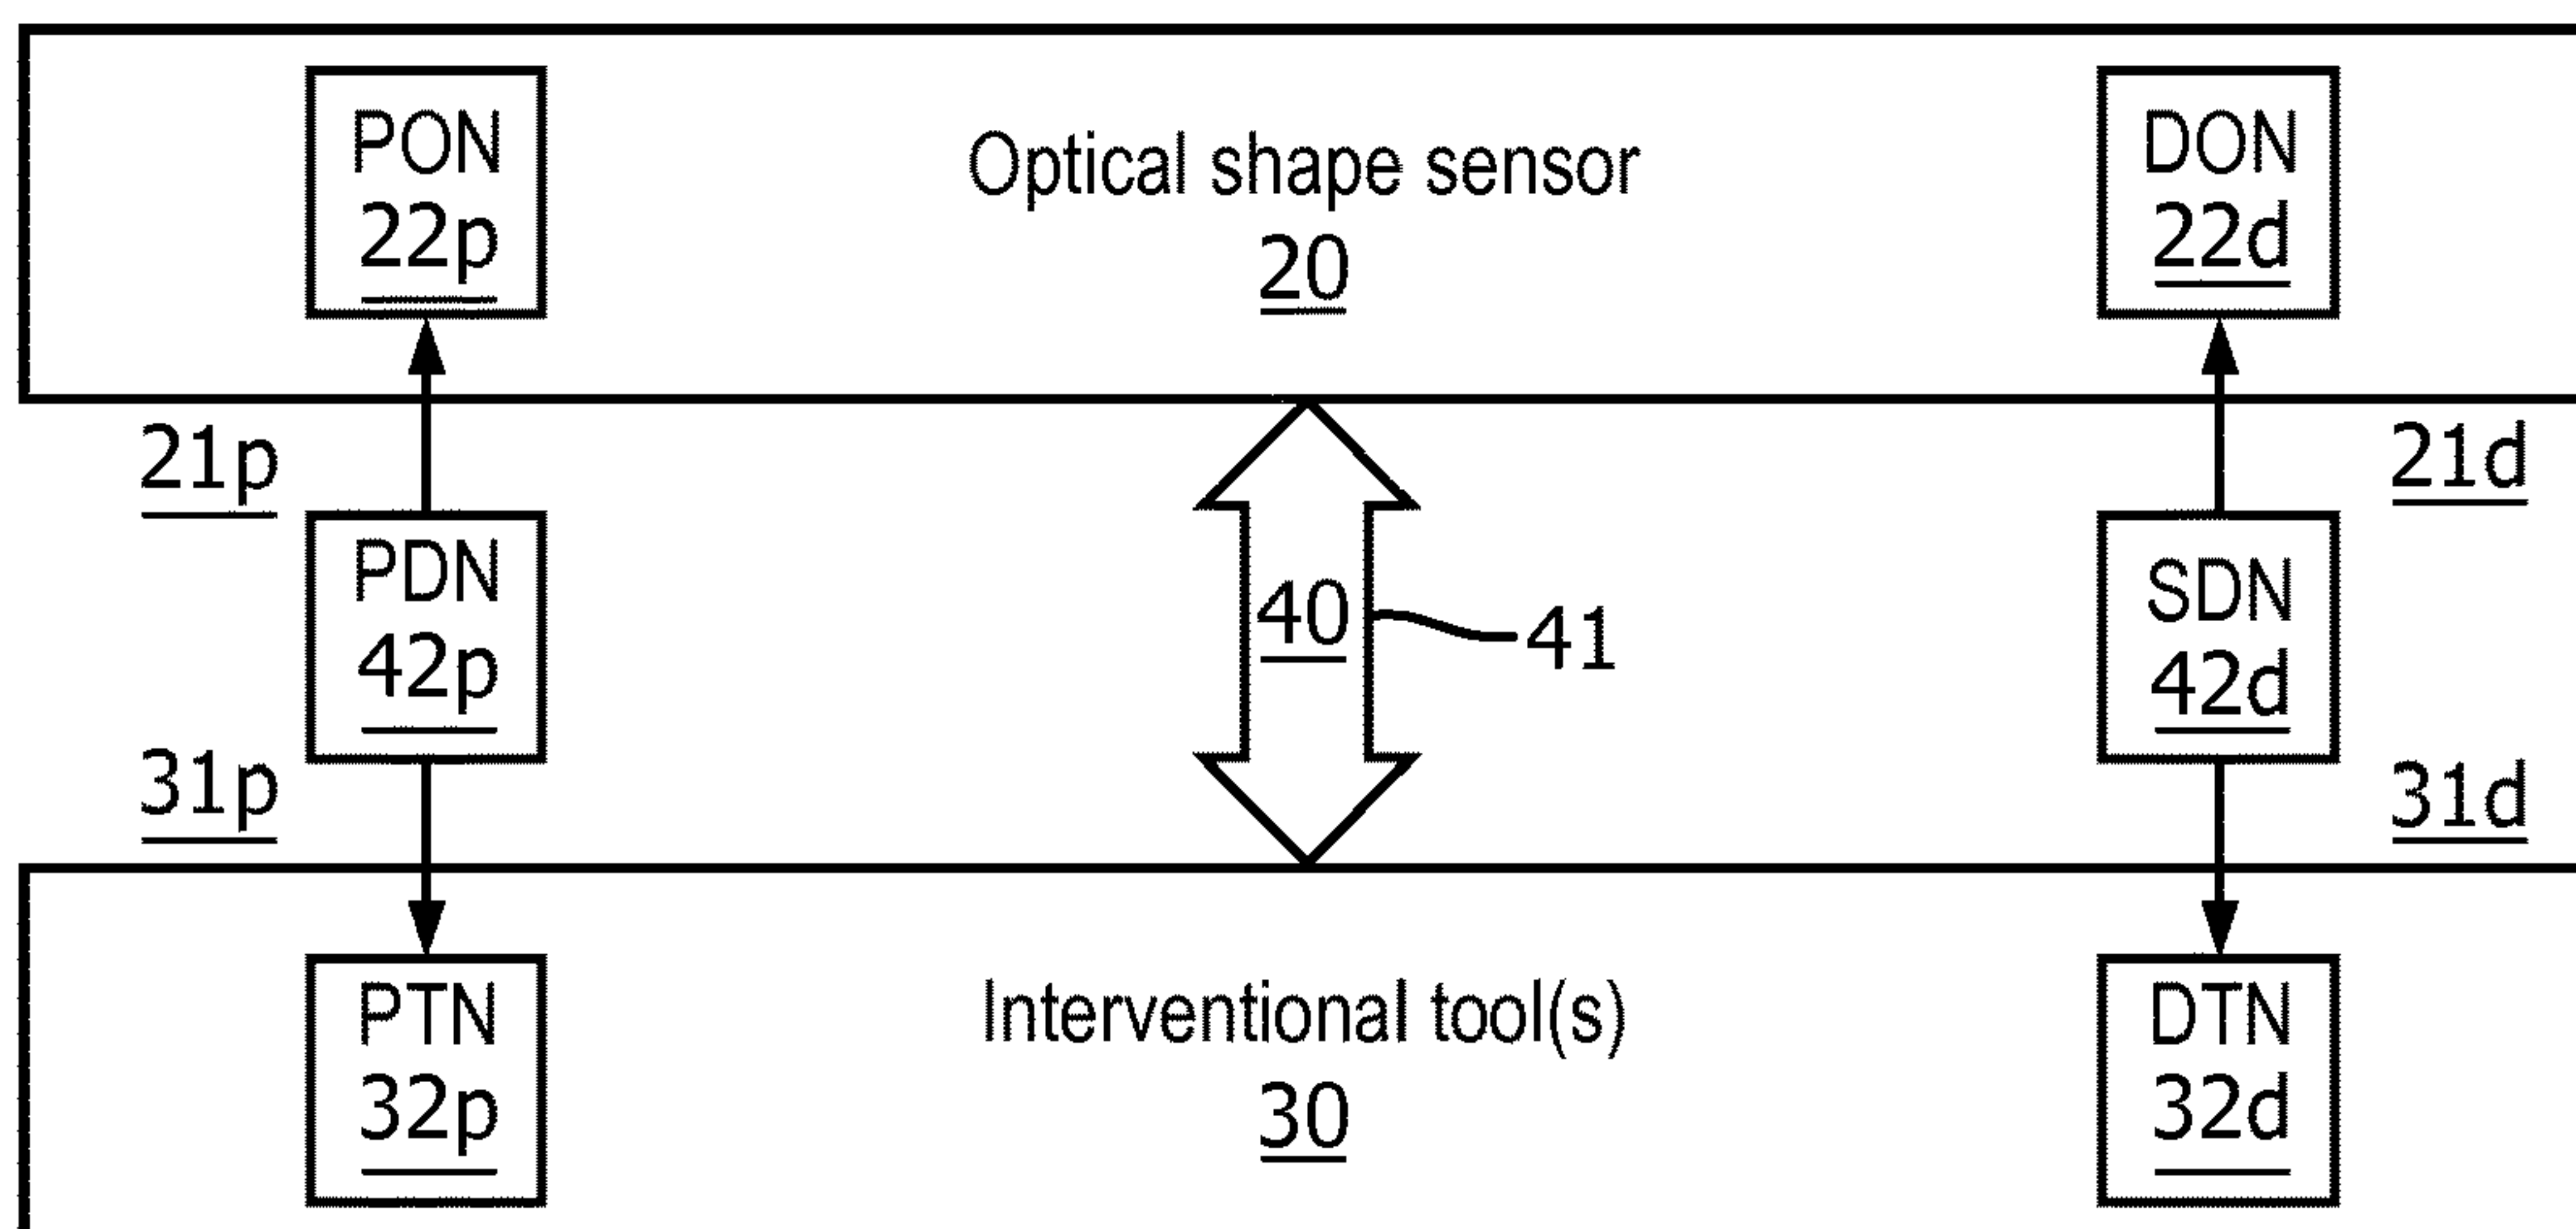 PON
22p
Optical shape sensor
20
DON
22d
21p
21d
PDN
42p
40
41
SDN
42d
31p
31d
PTN
32p
Interventional tool(s)
30
DTN
32d